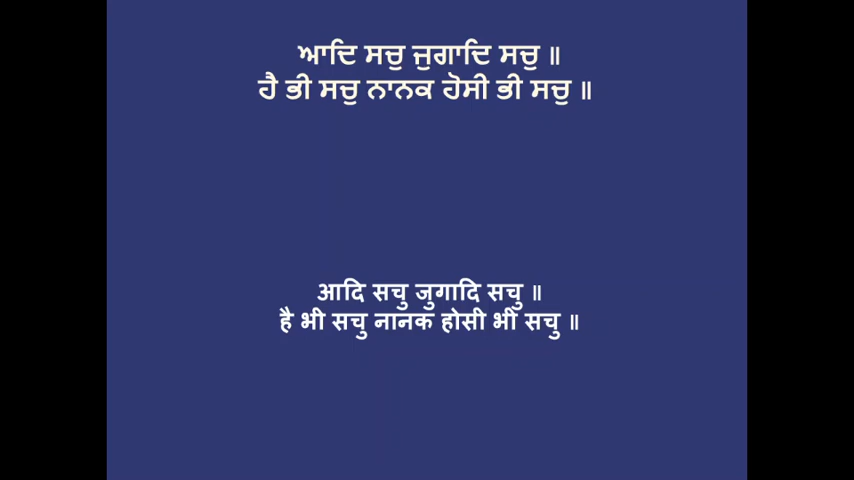 ਆਦਿ ਸਚੁ ਜੁਗਾਦਿ ਸਚੁ ॥
ਹੈ ਭੀ ਸਚੁ ਨਾਨਕ ਹੋਸੀ ਭੀ ਸਚੁ ॥
आदि सचु जुगादि सचु ॥
है भी सचु नानक होसी भी सचु ॥